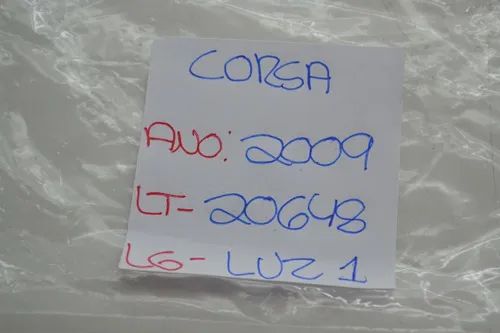 CORSA
ANO: 2009
LT- 20648
LG- LUZ 1